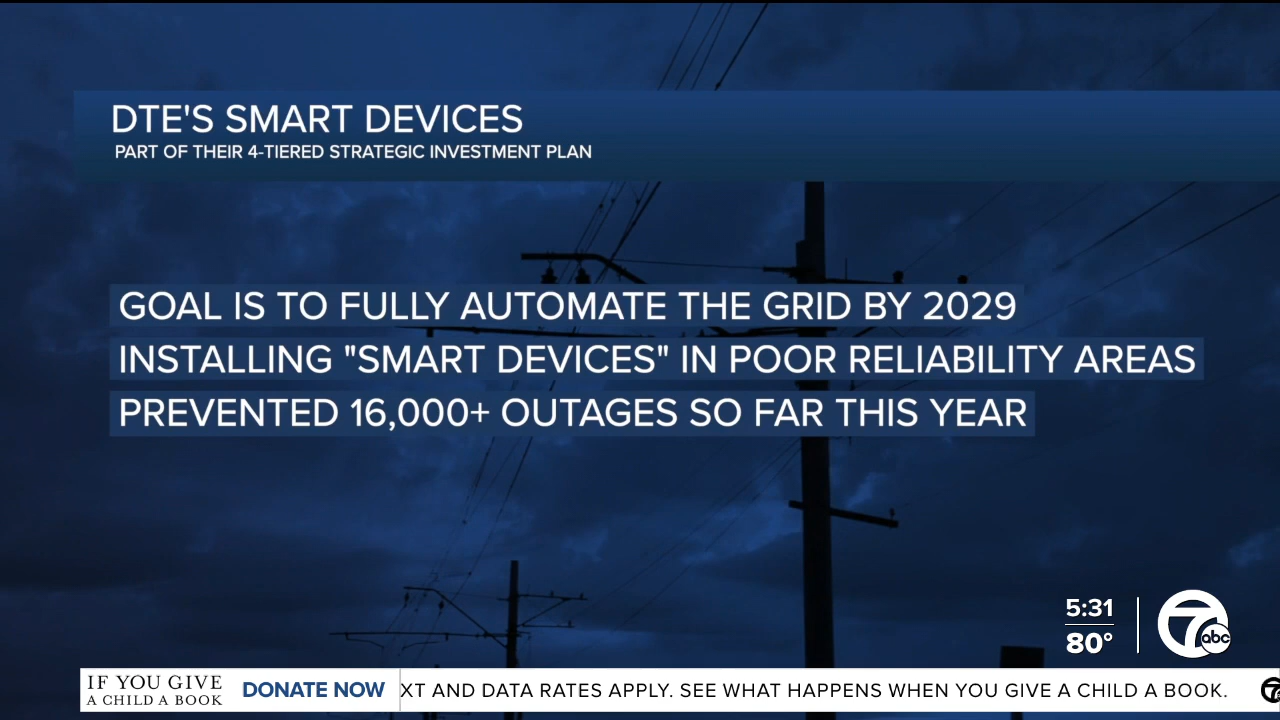 DTE'S SMART DEVICES
PART OF THEIR 4-TIERED STRATEGIC INVESTMENT PLAN
GOAL IS TO FULLY AUTOMATE THE GRID BY 2029
INSTALLING "SMART DEVICES" IN POOR RELIABILITY AREAS
PREVENTED 16,000+ OUTAGES SO FAR THIS YEAR
5:31
80°
7 abc
IF YOU GIVE
A CHILD A BOOK
DONATE NOW
XT AND DATA RATES APPLY. SEE WHAT HAPPENS WHEN YOU GIVE A CHILD A BOOK.
7